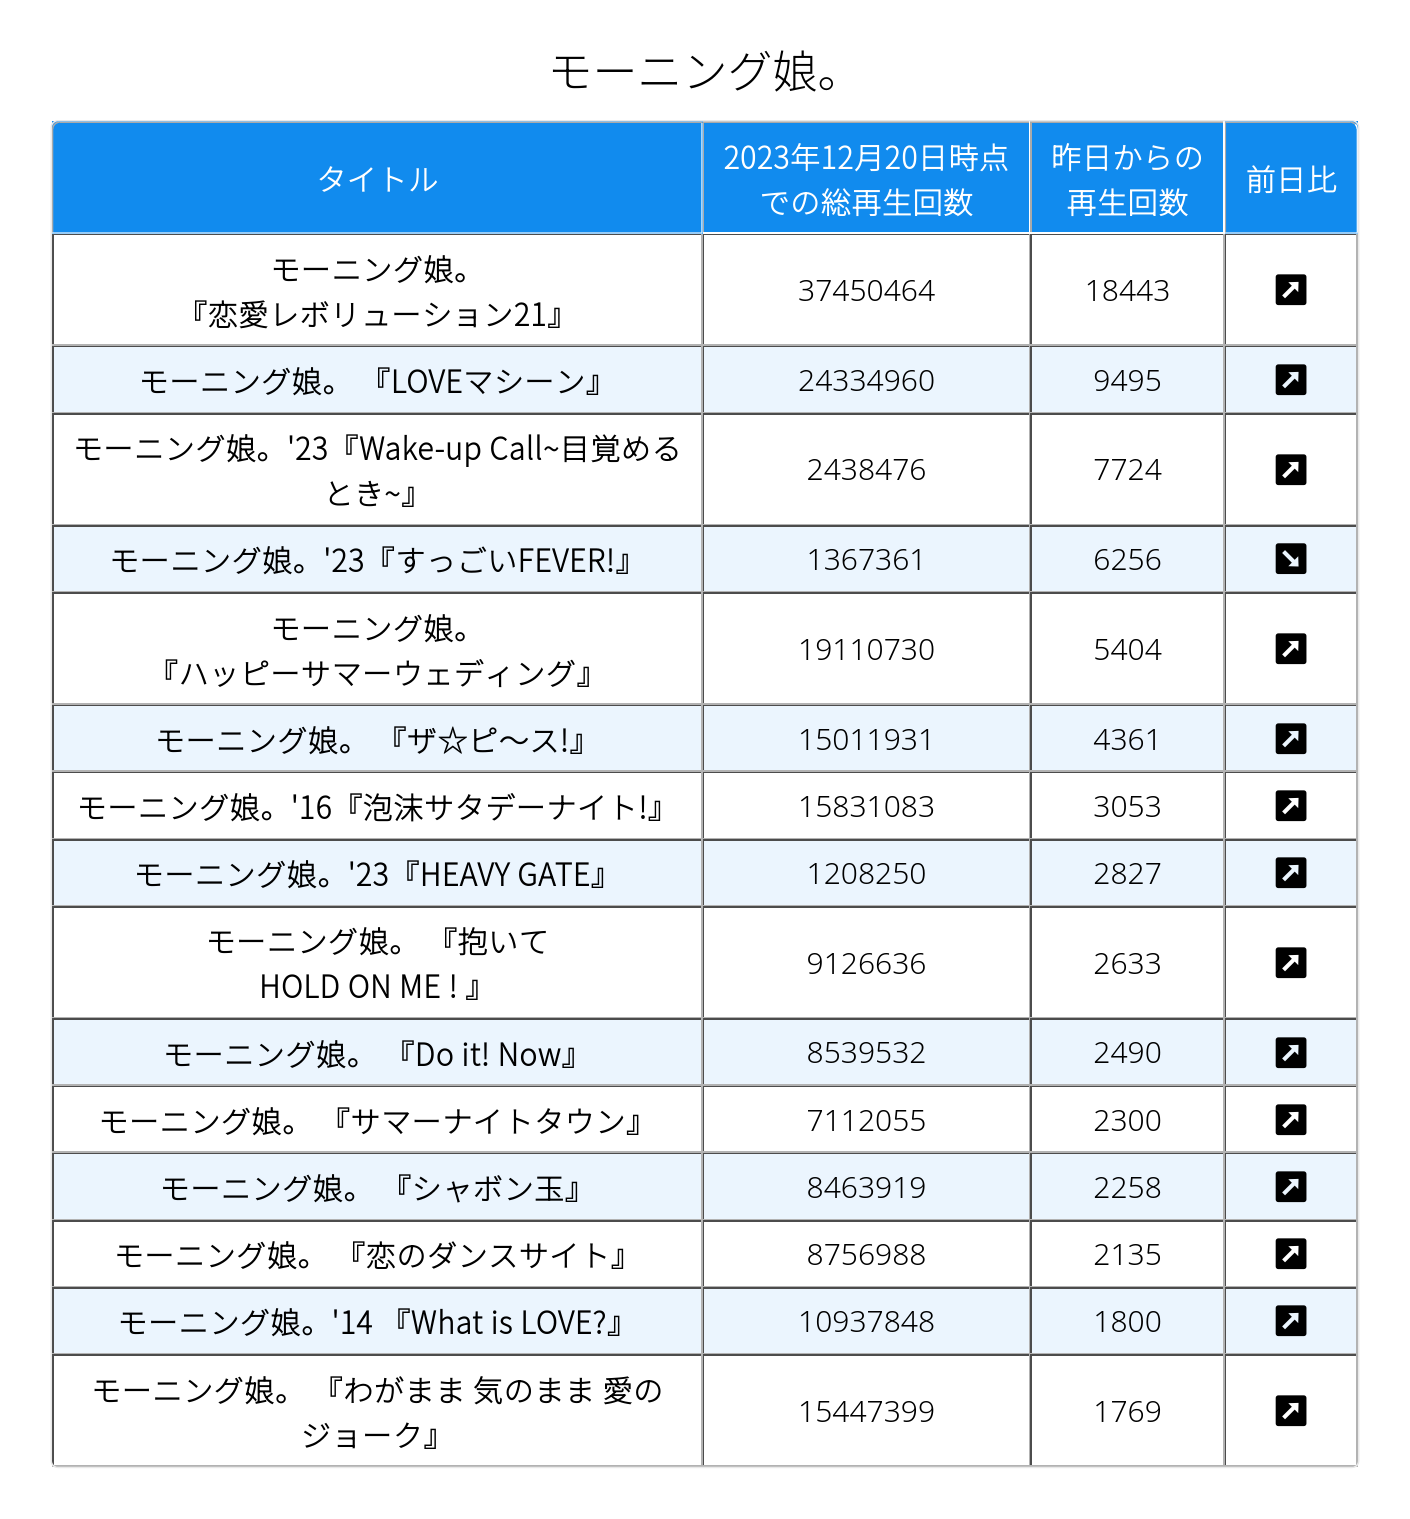 モーニング娘。
タイトル
2023年12月20日時点
での総再生回数
昨日からの
再生回数
前日比
モーニング娘。
『恋愛レボリューション21』
37450464
18443
モーニング娘。 『LOVEマシーン』
24334960
9495
モーニング娘。'23『Wake-up Call~目覚める
とき~』
2438476
7724
モーニング娘。'23『すっごいFEVER!』
1367361
6256
モーニング娘。
『ハッピーサマーウェディング』
19110730
5404
モーニング娘。 『ザ☆ピ〜ス!』
15011931
4361
モーニング娘。'16『泡沫サタデーナイト!』
15831083
3053
モーニング娘。'23『HEAVY GATE』
1208250
2827
モーニング娘。 『抱いて
HOLD ON ME ! 』
9126636
2633
モーニング娘。 『Do it! Now』
8539532
2490
モーニング娘。 『サマーナイトタウン』
7112055
2300
モーニング娘。 『シャボン玉』
8463919
2258
モーニング娘。 『恋のダンスサイト』
8756988
2135
モーニング娘。'14 『What is LOVE?』
10937848
1800
モーニング娘。 『わがまま 気のまま 愛の
ジョーク』
15447399
1769